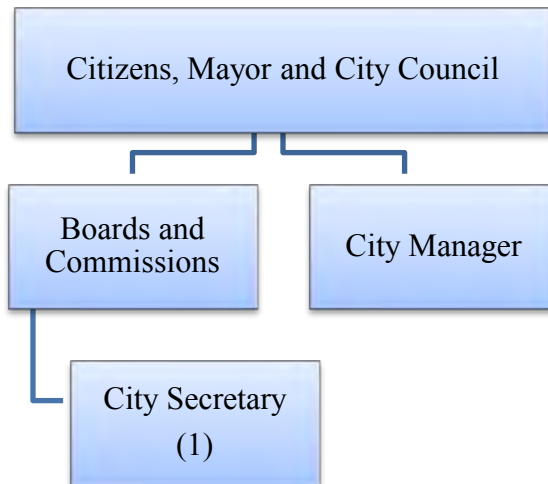 Citizens, Mayor and City Council
Boards and
Commissions
City Manager
City Secretary
(1)